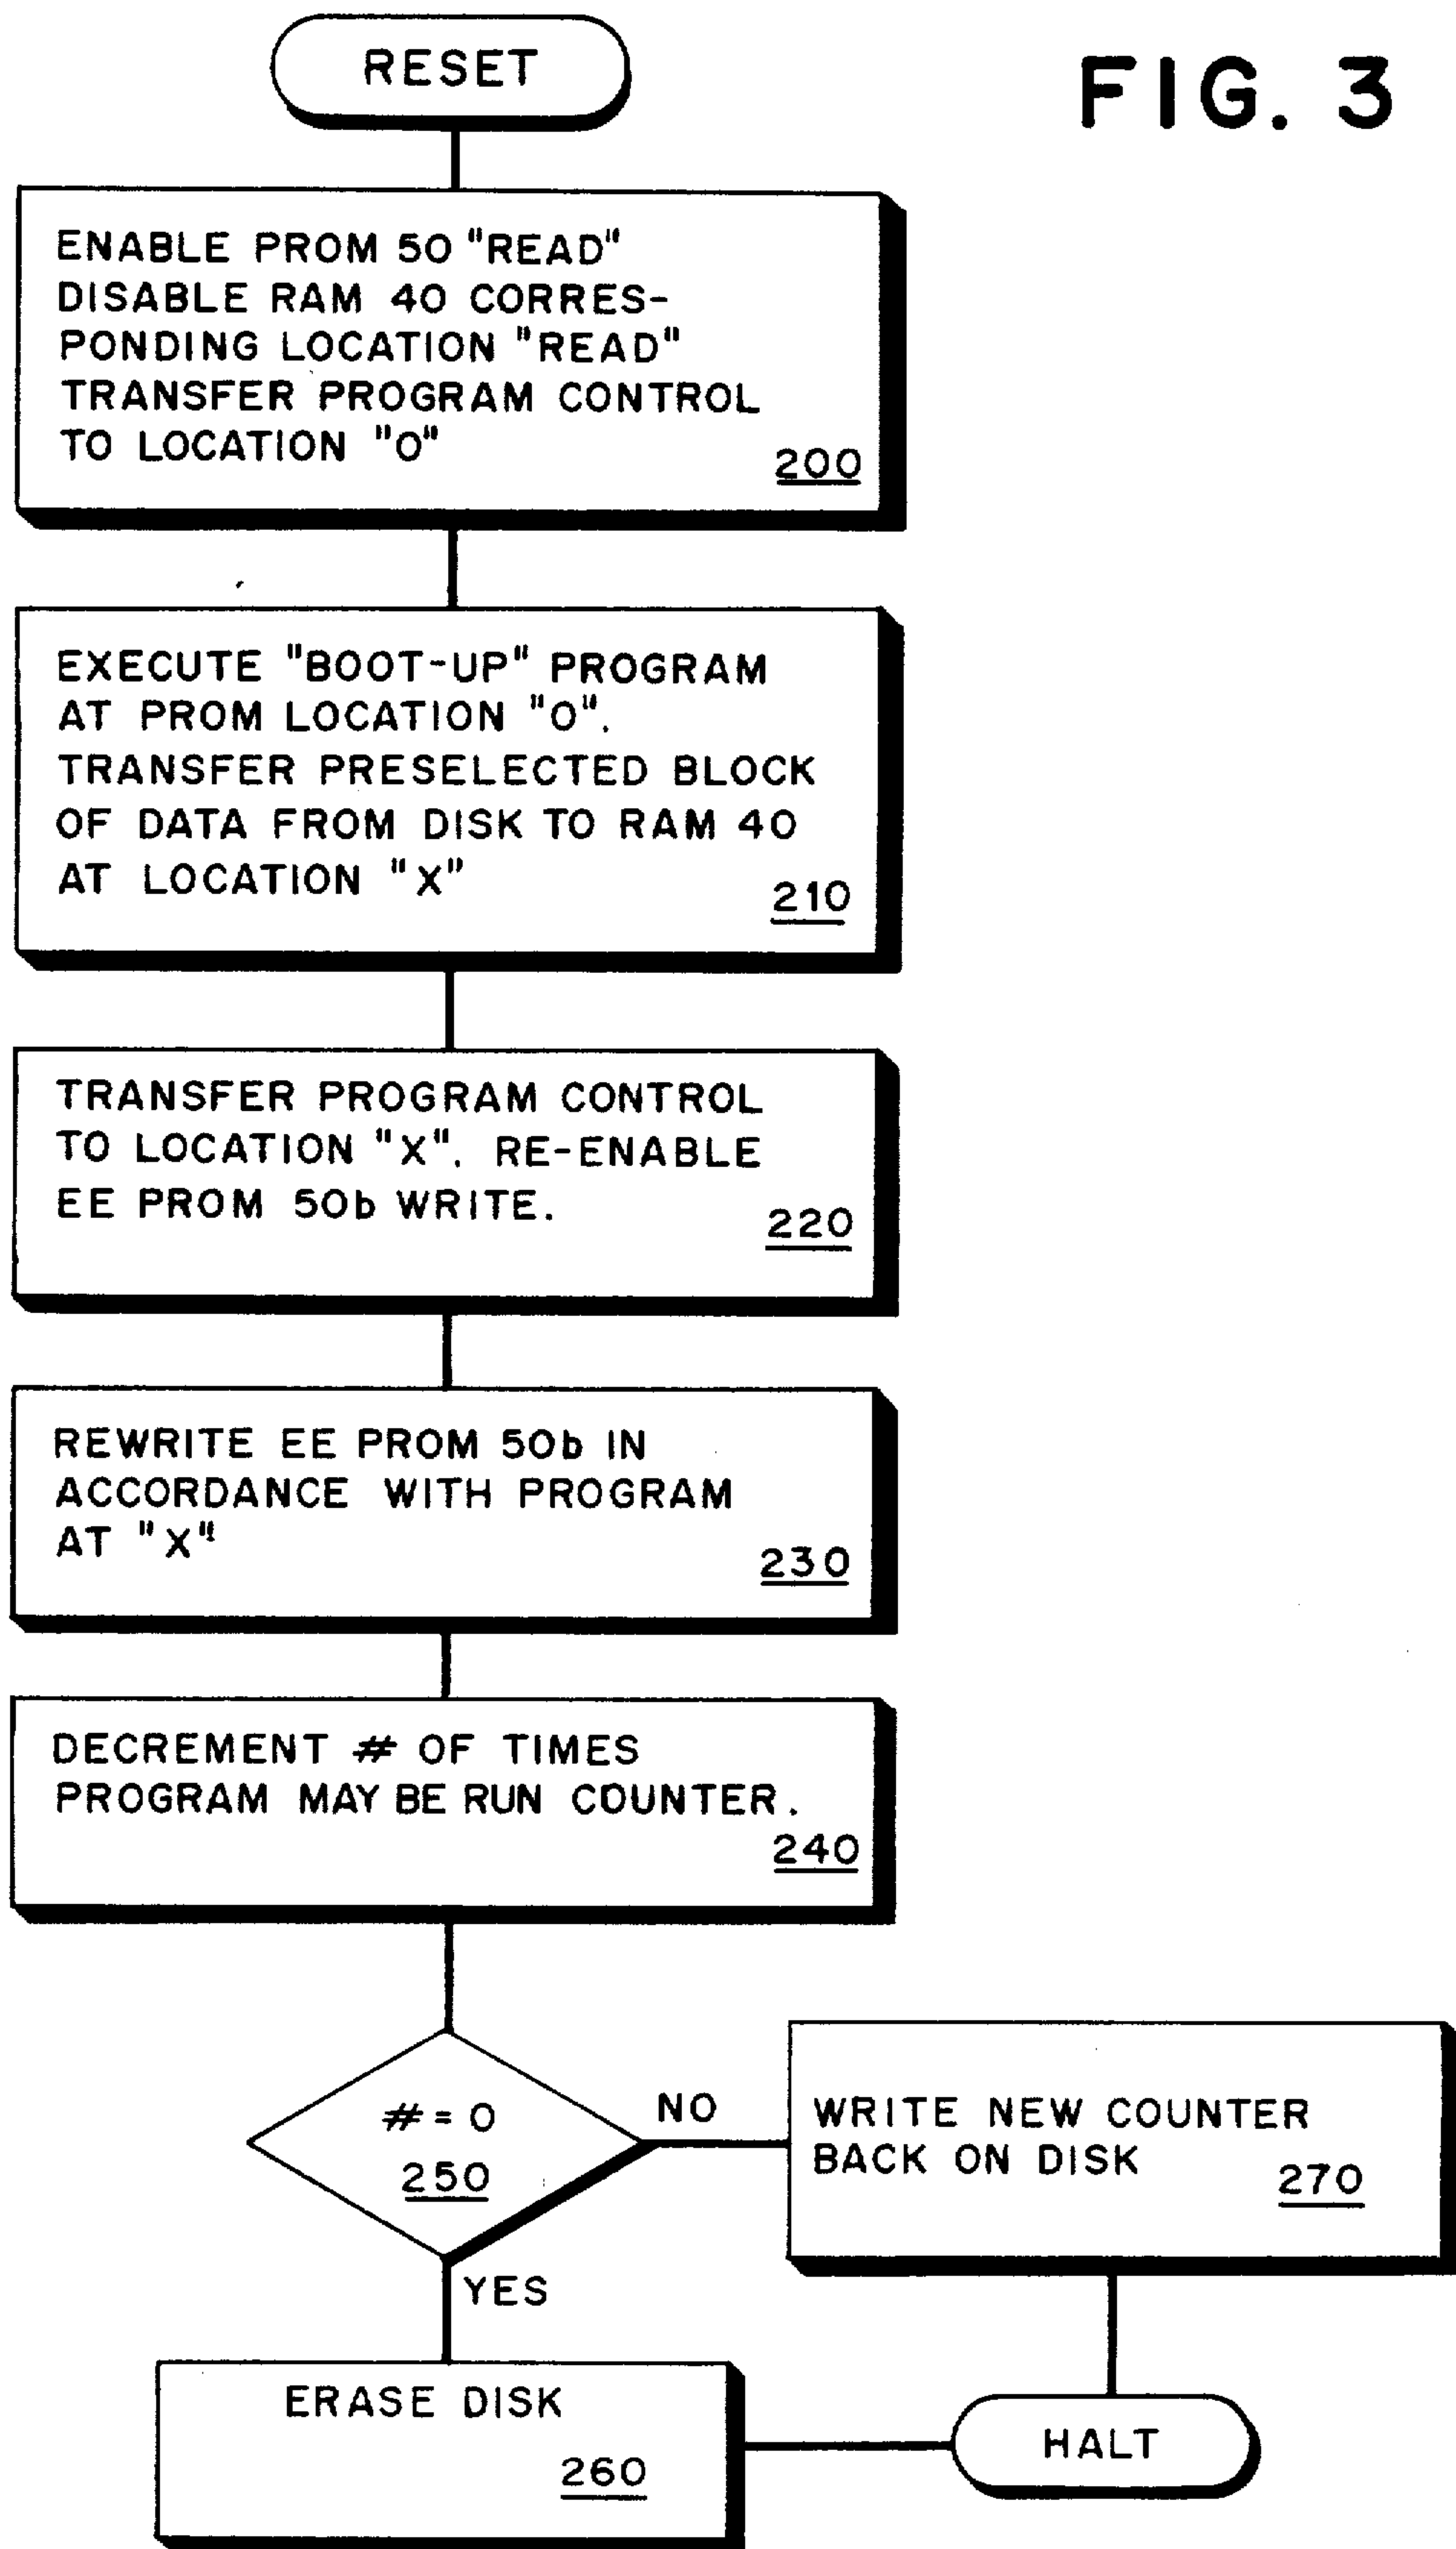 RESET
FIG. 3
ENABLE PROM 50 "READ"
DISABLE RAM 40 CORRES-
PONDING LOCATION "READ"
TRANSFER PROGRAM CONTROL
TO LOCATION "0"
200
EXECUTE "BOOT-UP" PROGRAM
AT PROM LOCATION "0".
TRANSFER PRESELECTED BLOCK
OF DATA FROM DISK TO RAM 40
AT LOCATION "X"
210
TRANSFER PROGRAM CONTROL
TO LOCATION "X". RE-ENABLE
EE PROM 50b WRITE.
220
REWRITE EE PROM 50b IN
ACCORDANCE WITH PROGRAM
AT "X"
230
DECREMENT # OF TIMES
PROGRAM MAY BE RUN COUNTER.
240
# = 0
250
NO
WRITE NEW COUNTER
BACK ON DISK
270
YES
ERASE DISK
260
HALT